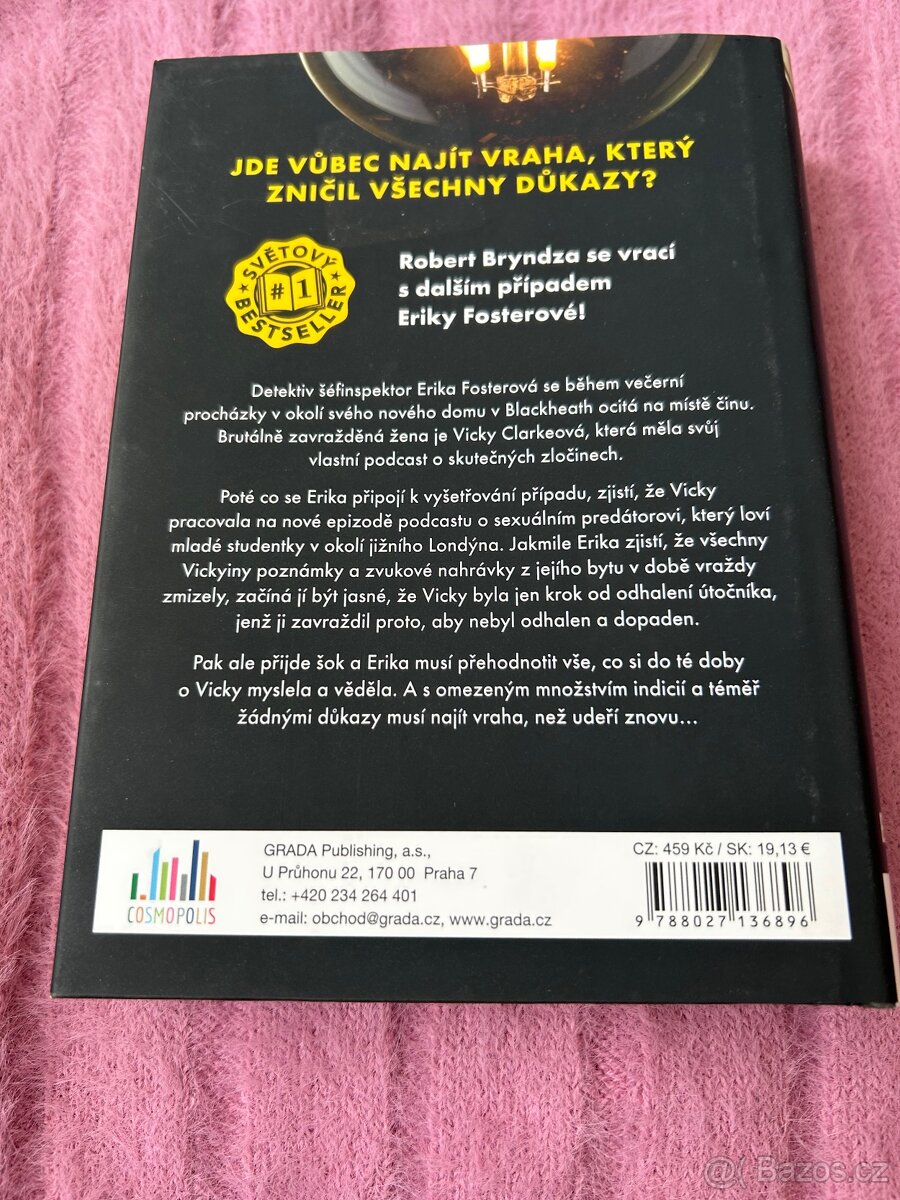 JDE VŮBEC NAJÍT VRAHA, KTERÝ
ZNIČIL VŠECHNY DŮKAZY?
SVĚTOVÝ
#1
BESTSELLER
Robert Bryndza se vrací
s dalším případem
Eriky Fosterové!
Detektiv šéfinspektor Erika Fosterová se během večerní
procházky v okolí svého nového domu v Blackheath ocitá na místě činu.
Brutálně zavražděná žena je Vicky Clarkeová, která měla svůj
vlastní podcast o skutečných zločinech.
Poté co se Erika připojí k vyšetřování případu, zjistí, že Vicky
pracovala na nové epizodě podcastu o sexuálním predátorovi, který loví
mladé studentky v okolí jižního Londýna. Jakmile Erika zjistí, že všechny
Vickyiny poznámky a zvukové nahrávky z jejího bytu v době vraždy
zmizely, začíná jí být jasné, že Vicky byla jen krok od odhalení útočníka,
jenž ji zavraždil proto, aby nebyl odhalen a dopaden.
Pak ale přijde šok a Erika musí přehodnotit vše, co si do té doby
o Vicky myslela a věděla. A s omezeným množstvím indicií a téměř
žádnými důkazy musí najít vraha, než udeří znovu...
COSMOPOLIS
GRADA Publishing, a.s.,
U Průhonu 22, 170 00 Praha 7
tel.: +420 234 264 401
e-mail: obchod@grada.cz, www.grada.cz
CZ: 459 Kč / SK: 19,13 €
9 788027 136896
@ Bazos.cz